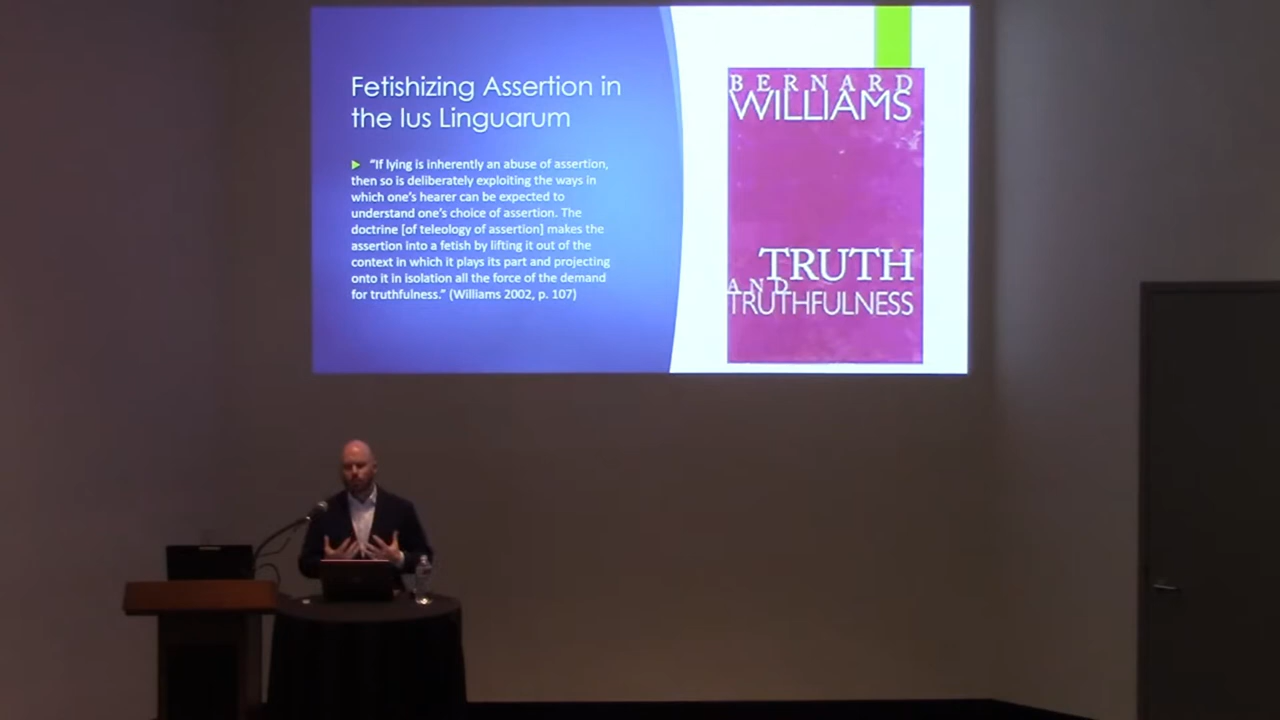 Fetishizing Assertion in
the Ius Linguarum
“If lying is inherently an abuse of assertion,
then so is deliberately exploiting the ways in
which one’s hearer can be expected to
understand one’s choice of assertion. The
doctrine [of teleology of assertion] makes the
assertion into a fetish by lifting it out of the
context in which it plays its part and projecting
onto it in isolation all the force of the demand
for truthfulness.” (Williams 2002, p. 107)
BERNARD
WILLIAMS
TRUTH
AND
TRUTHFULNESS